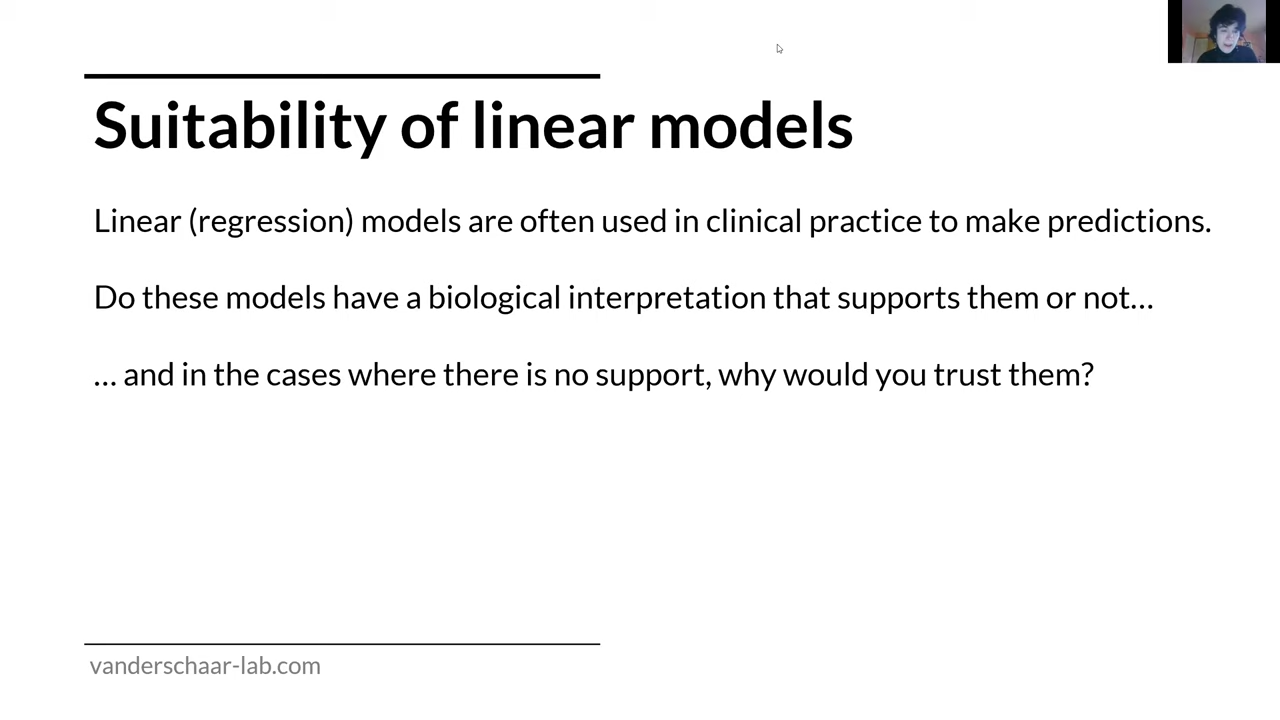 Suitability of linear models
Linear (regression) models are often used in clinical practice to make predictions.
Do these models have a biological interpretation that supports them or not...
... and in the cases where there is no support, why would you trust them?
vanderschaar-lab.com